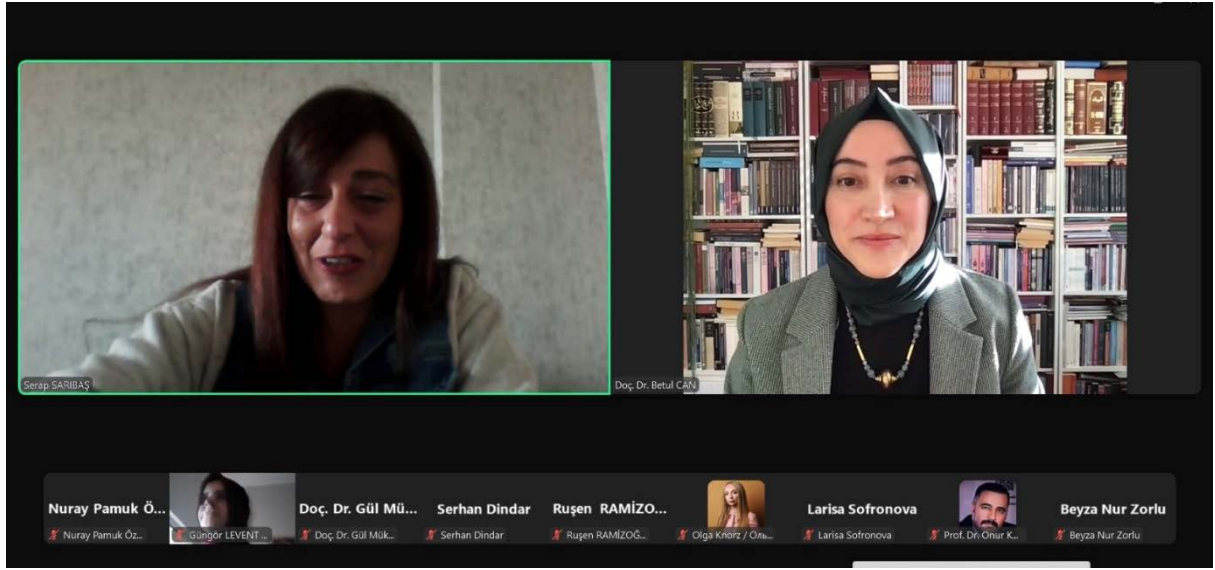 Serap SARIBAŞ
Doç. Dr. Betul CAN
Nuray Pamuk Ö...
Doç. Dr. Gül Mü...
Serhan Dindar
Ruşen RAMİZO...
Larisa Sofronova
Beyza Nur Zorlu
Nuray Pamuk Öz...
Güngör LEVENT ...
Doç. Dr. Gül Mük...
Serhan Dindar
Ruşen RAMİZOĞ...
Olga Knorz / Оль...
Larisa Sofronova
Prof. Dr. Onur K...
Beyza Nur Zorlu